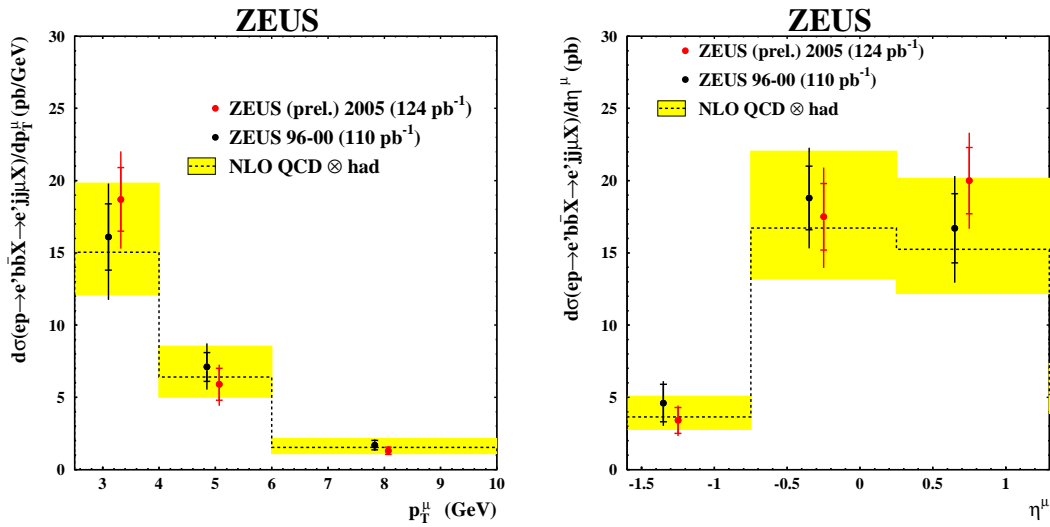 ZEUS
dσ(ep→e'bb̄X→e'jjμX)/dp_T^μ (pb/GeV)
30
25
20
15
10
5
0
ZEUS (prel.) 2005 (124 pb⁻¹)
ZEUS 96-00 (110 pb⁻¹)
NLO QCD ⊗ had
3 4 5 6 7 8 9 10
p_T^μ (GeV)
ZEUS
dσ(ep→e'bb̄X→e'jjμX)/dη^μ (pb)
30
25
20
15
10
5
0
ZEUS (prel.) 2005 (124 pb⁻¹)
ZEUS 96-00 (110 pb⁻¹)
NLO QCD ⊗ had
-1.5 -1 -0.5 0 0.5 1
η^μ